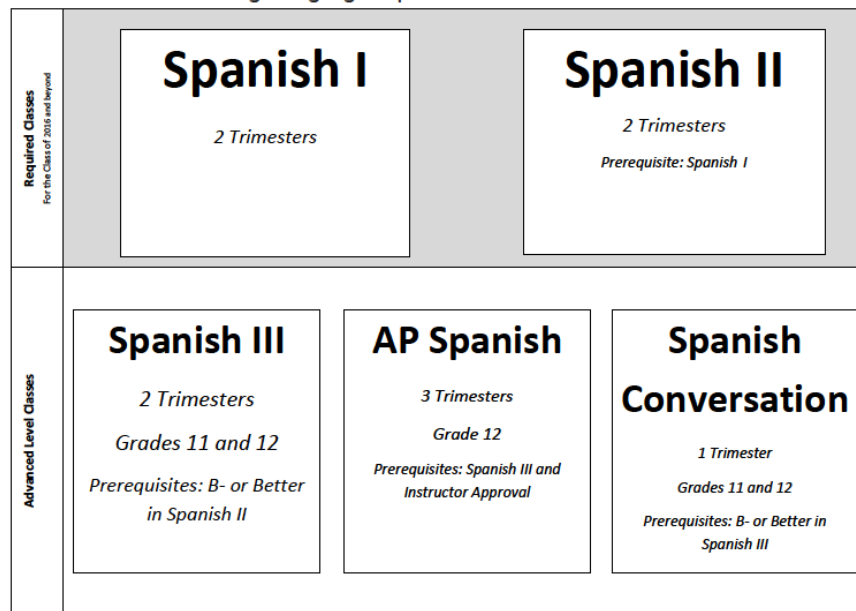 Required Classes
For the Class of 2016 and beyond
Spanish I
2 Trimesters
Spanish II
2 Trimesters
Prerequisite: Spanish I
Advanced Level Classes
Spanish III
2 Trimesters
Grades 11 and 12
Prerequisites: B- or Better
in Spanish II
AP Spanish
3 Trimesters
Grade 12
Prerequisites: Spanish III and
Instructor Approval
Spanish
Conversation
1 Trimester
Grades 11 and 12
Prerequisites: B- or Better in
Spanish III